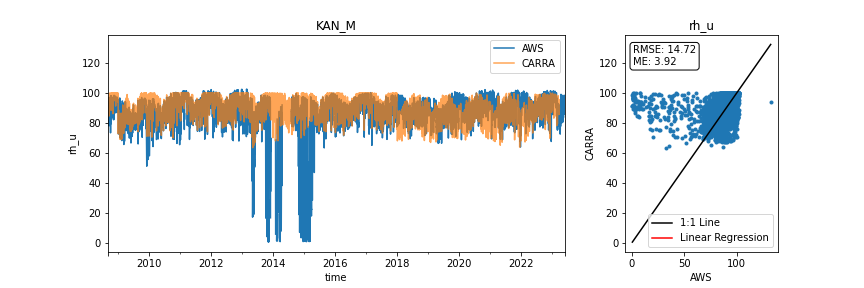 KAN_M
rh_u
120
100
80
60
40
20
0
2010
2012
2014
2016
2018
2020
2022
time
AWS
CARRA
rh_u
CARRA
120
100
80
60
40
20
0
0
50
100
AWS
RMSE: 14.72
ME: 3.92
1:1 Line
Linear Regression